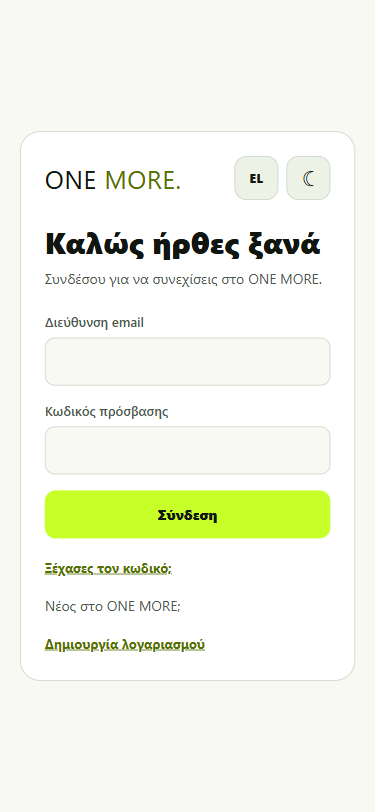 ONE MORE.
EL
Καλώς ήρθες ξανά
Συνδέσου για να συνεχίσεις στο ONE MORE.
Διεύθυνση email
Κωδικός πρόσβασης
Σύνδεση
Ξέχασες τον κωδικό;
Νέος στο ONE MORE;
Δημιουργία λογαριασμού